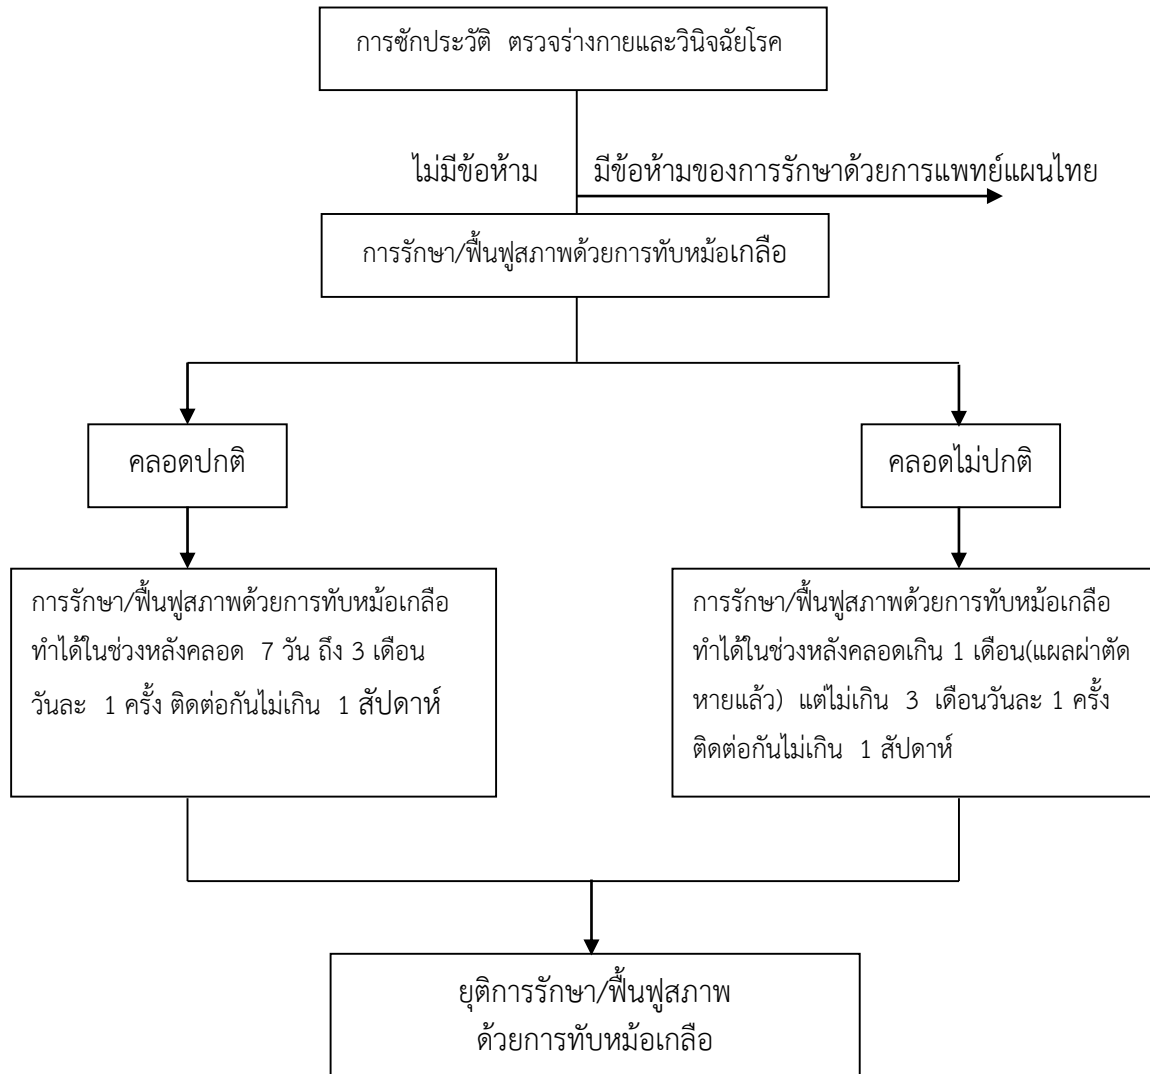 การซักประวัติ ตรวจร่างกายและวินิจฉัยโรค
ไม่มีข้อห้าม
มีข้อห้ามของการรักษาด้วยการแพทย์แผนไทย
การรักษา/ฟื้นฟูสภาพด้วยการทับหม้อเกลือ
คลอดปกติ
คลอดไม่ปกติ
การรักษา/ฟื้นฟูสภาพด้วยการทับหม้อเกลือ
ทำได้ในช่วงหลังคลอด 7 วัน ถึง 3 เดือน
วันละ 1 ครั้ง ติดต่อกันไม่เกิน 1 สัปดาห์
การรักษา/ฟื้นฟูสภาพด้วยการทับหม้อเกลือ
ทำได้ในช่วงหลังคลอดเกิน 1 เดือน(แผลผ่าตัด
หายแล้ว) แต่ไม่เกิน 3 เดือนวันละ 1 ครั้ง
ติดต่อกันไม่เกิน 1 สัปดาห์
ยุติการรักษา/ฟื้นฟูสภาพ
ด้วยการทับหม้อเกลือ